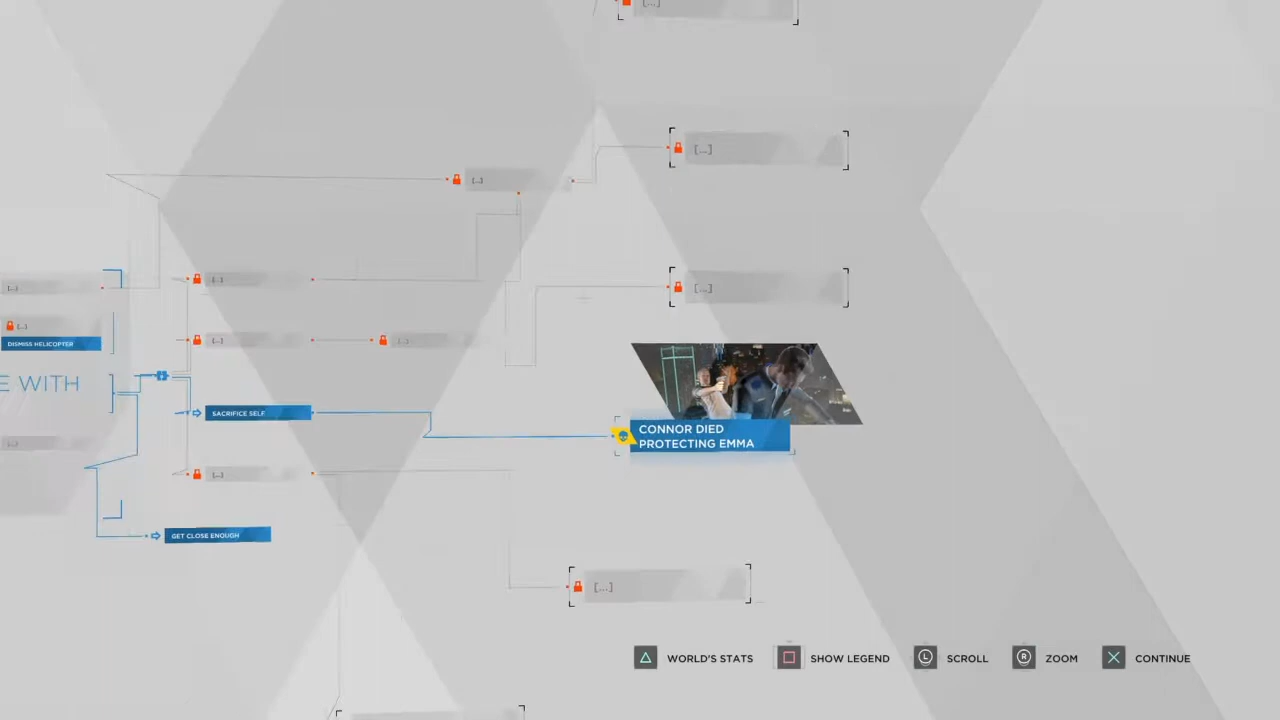 [...]
[...]
[...]
[...]
[...]
[...]
[...]
[...]
[...]
DISMISS HELICOPTER
[...]
E WITH
SACRIFICE SELF
CONNOR DIED
PROTECTING EMMA
[...]
[...]
GET CLOSE ENOUGH
[...]
WORLD'S STATS
SHOW LEGEND
L
SCROLL
R
ZOOM
CONTINUE